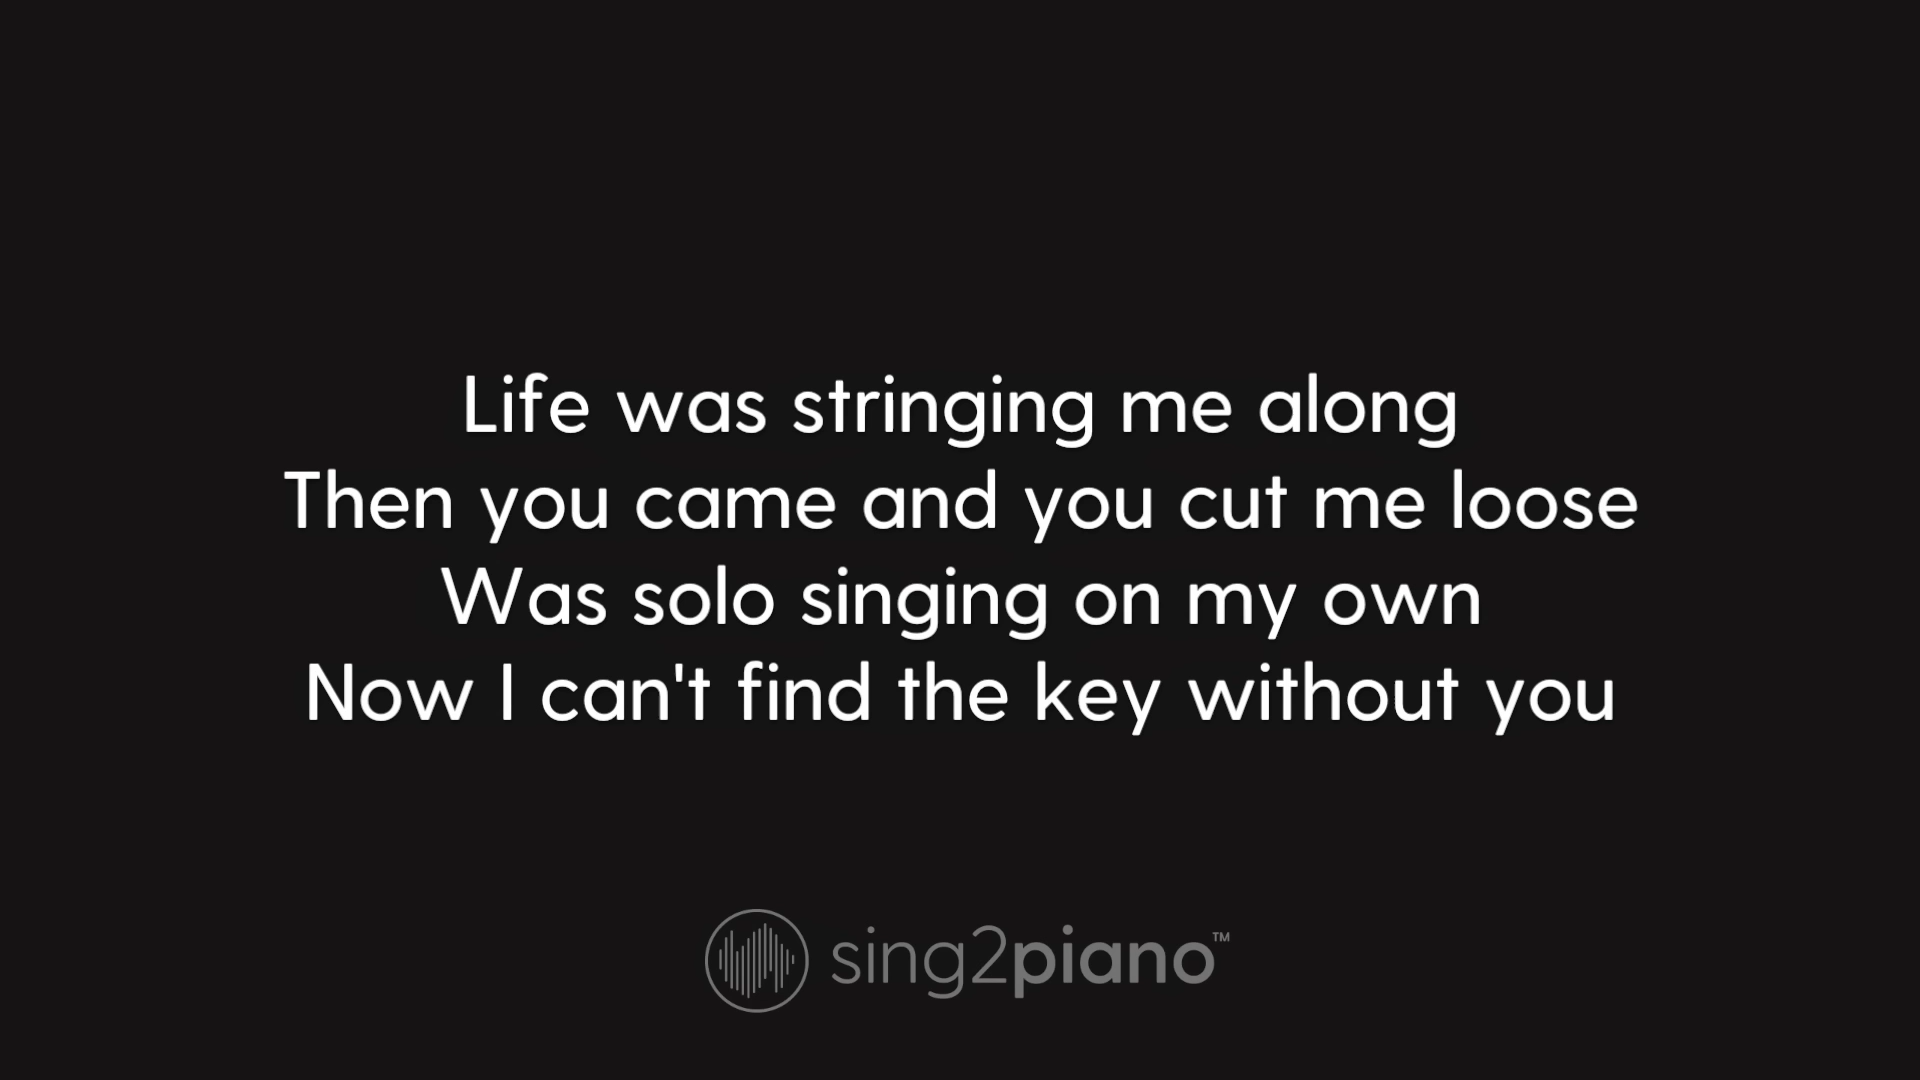 Life was stringing me along
Then you came and you cut me loose
Was solo singing on my own
Now I can't find the key without you
sing2piano™